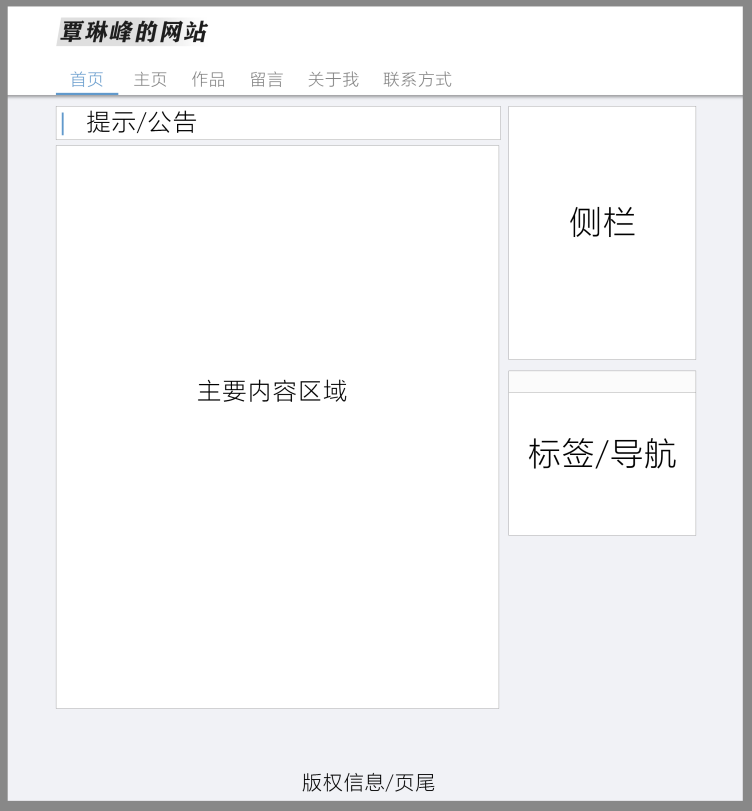 覃琳峰的网站
首页 主页 作品 留言 关于我 联系方式
提示/公告
侧栏
主要内容区域
标签/导航
版权信息/页尾